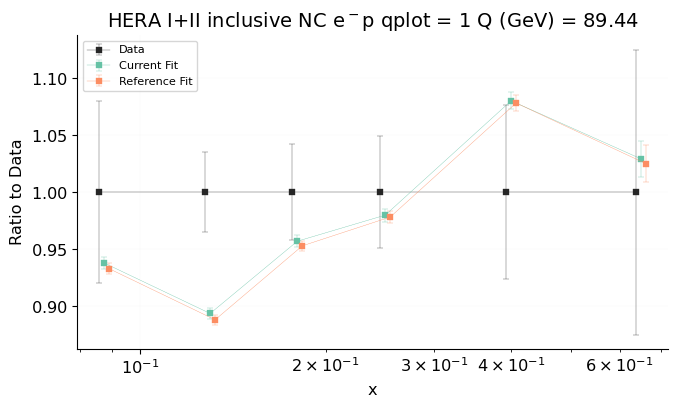 HERA I+II inclusive NC e⁻p qplot = 1 Q (GeV) = 89.44
Data
Current Fit
Reference Fit
Ratio to Data
1.10
1.05
1.00
0.95
0.90
10⁻¹
2 × 10⁻¹
3 × 10⁻¹
4 × 10⁻¹
6 × 10⁻¹
x